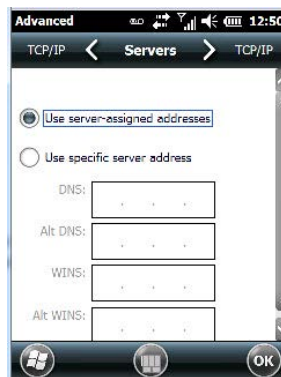 Advanced 12:50
TCP/IP Servers TCP/IP
Use server-assigned addresses
Use specific server address
DNS:
Alt DNS:
WINS:
Alt WINS:
OK